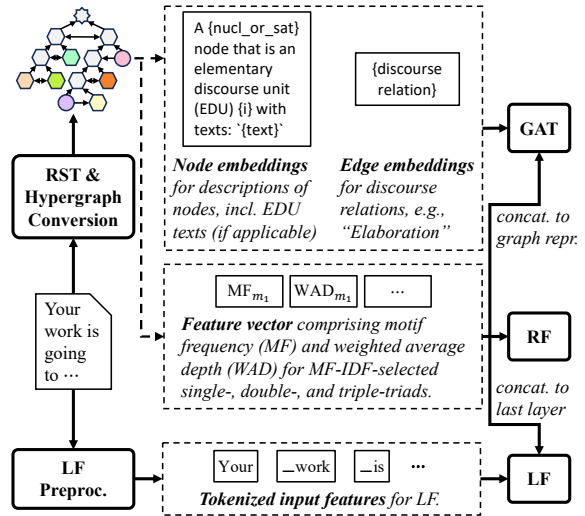 A {nucl_or_sat}
node that is an
elementary
discourse unit
(EDU) {i} with
texts: `{text}`
{discourse
relation}
Node embeddings
for descriptions of
nodes, incl. EDU
texts (if applicable)
Edge embeddings
for discourse
relations, e.g.,
“Elaboration”
GAT
RST &
Hypergraph
Conversion
concat. to
graph repr.
Your
work is
going
to ⋯
MF_{m_1}
WAD_{m_1}
⋯
Feature vector comprising motif
frequency (MF) and weighted average
depth (WAD) for MF-IDF-selected
single-, double-, and triple-triads.
RF
concat. to
last layer
LF
Preproc.
Your
_work
_is
⋯
Tokenized input features for LF.
LF